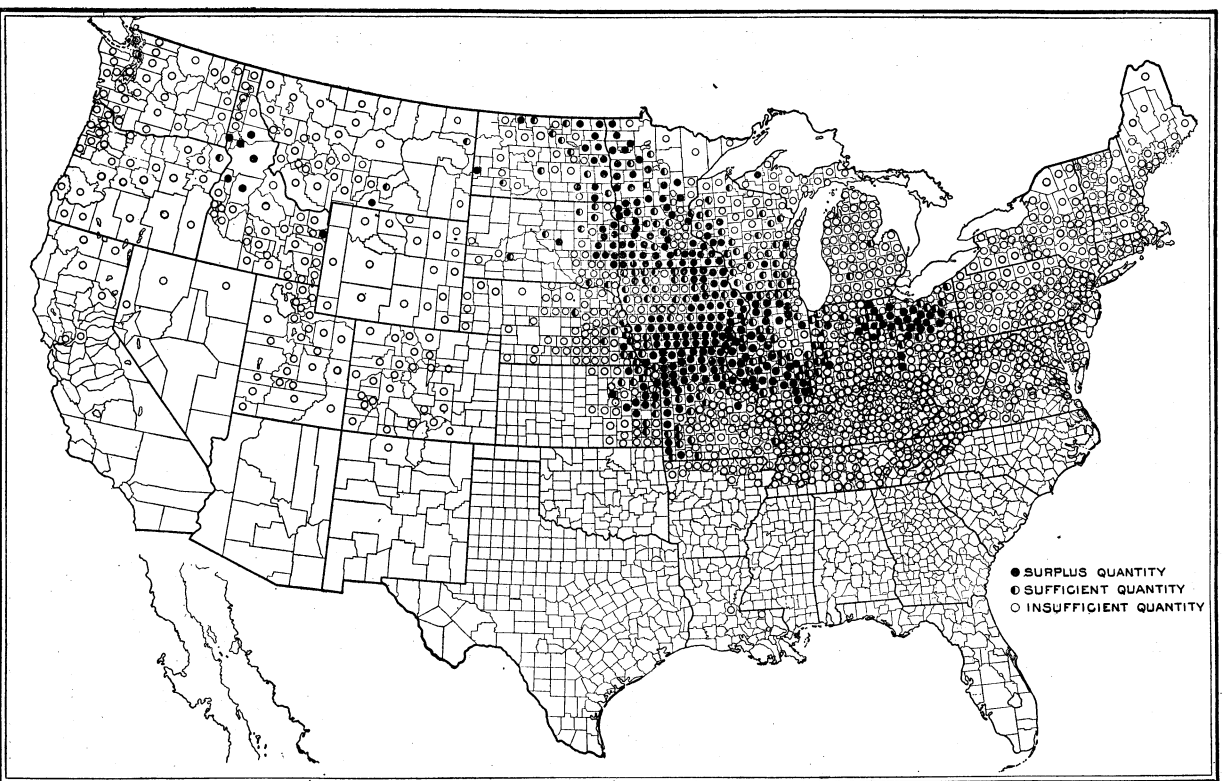 ● SURPLUS QUANTITY
◐ SUFFICIENT QUANTITY
○ INSUFFICIENT QUANTITY